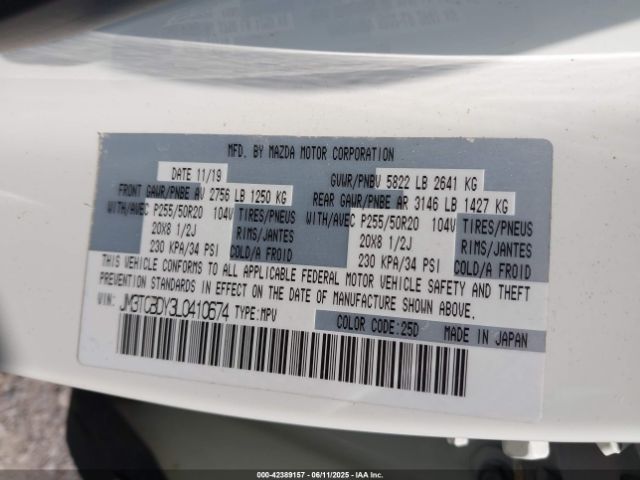 MFD. BY MAZDA MOTOR CORPORATION
DATE 11/19 GVWR/PNBV 5822 LB 2641 KG
FRONT GAWR/PNBE AV 2756 LB 1250 KG REAR GAWR/PNBE AR 3146 LB 1427 KG
WITH/AVEC P255/50R20 104V TIRES/PNEUS WITH/AVEC P255/50R20 104V TIRES/PNEUS
20X8 1/2J RIMS/JANTES 20X8 1/2J RIMS/JANTES
230 KPA/34 PSI COLD/A FROID 230 KPA/34 PSI COLD/A FROID
THIS VEHICLE CONFORMS TO ALL APPLICABLE FEDERAL MOTOR VEHICLE SAFETY AND THEFT
PREVENTION STANDARDS IN EFFECT ON THE DATE OF MANUFACTURE SHOWN ABOVE.
VIN: JM3TCBDY3L0410574 TYPE: MPV
COLOR CODE: 25D MADE IN JAPAN
000-42389157 - 06/11/2025 - IAAI.COM